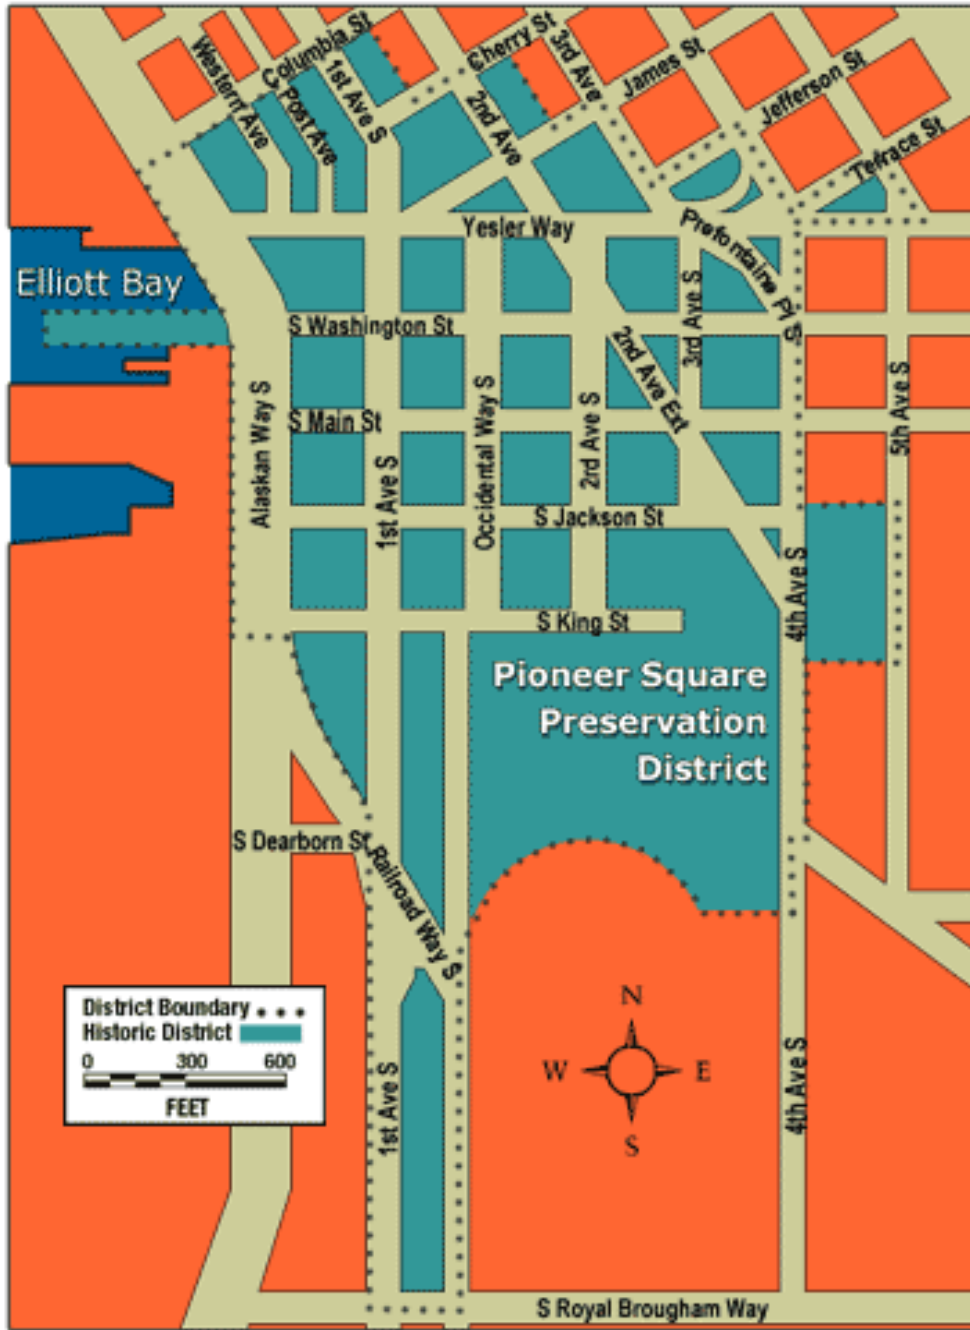 Columbia St
Cherry St
3rd Ave
James St
Jefferson St
Terrace St
Western Ave
Post Ave
1st Ave S
2nd Ave
Yesler Way
Prefontaine Pl S
Elliott Bay
S Washington St
3rd Ave S
2nd Ave Ext
S Main St
Alaskan Way S
1st Ave S
Occidental Way S
2rd Ave S
5th Ave S
S Jackson St
4th Ave S
S King St
Pioneer Square
Preservation
District
S Dearborn St
Railroad Way S
District Boundary
Historic District
0 300 600
FEET
N
W E
S
1st Ave S
4th Ave S
S Royal Brougham Way